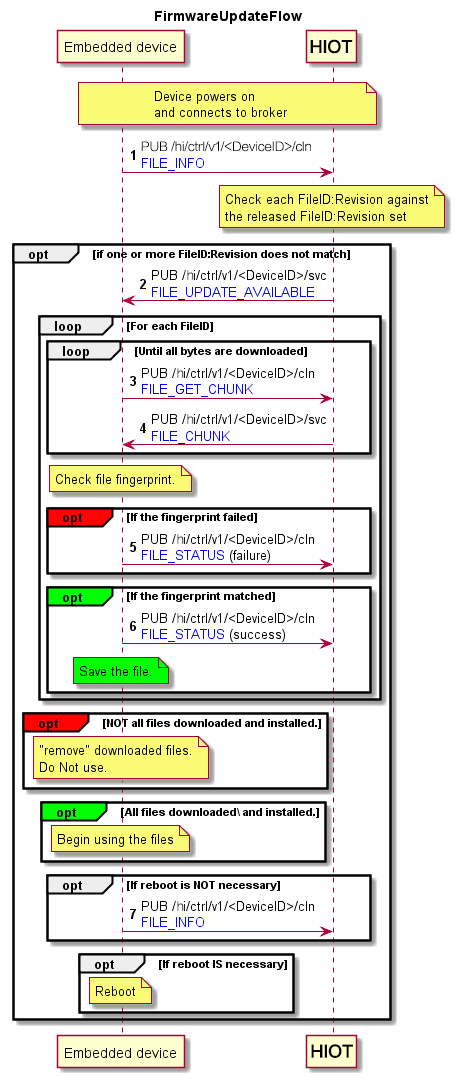 FirmwareUpdateFlow
Embedded device
HIOT
Device powers on
and connects to broker
1
PUB /hi/ctrl/v1/<DeviceID>/cln
FILE_INFO
Check each FileID:Revision against
the released FileID:Revision set
opt
[if one or more FileID:Revision does not match]
2
PUB /hi/ctrl/v1/<DeviceID>/svc
FILE_UPDATE_AVAILABLE
loop
[For each FileID]
loop
[Until all bytes are downloaded]
3
PUB /hi/ctrl/v1/<DeviceID>/cln
FILE_GET_CHUNK
4
PUB /hi/ctrl/v1/<DeviceID>/svc
FILE_CHUNK
Check file fingerprint.
opt
[If the fingerprint failed]
5
PUB /hi/ctrl/v1/<DeviceID>/cln
FILE_STATUS (failure)
opt
[If the fingerprint matched]
6
PUB /hi/ctrl/v1/<DeviceID>/cln
FILE_STATUS (success)
Save the file.
opt
[NOT all files downloaded and installed.]
"remove" downloaded files.
Do Not use.
opt
[All files downloaded\ and installed.]
Begin using the files
opt
[If reboot is NOT necessary]
7
PUB /hi/ctrl/v1/<DeviceID>/cln
FILE_INFO
opt
[If reboot IS necessary]
Reboot
Embedded device
HIOT